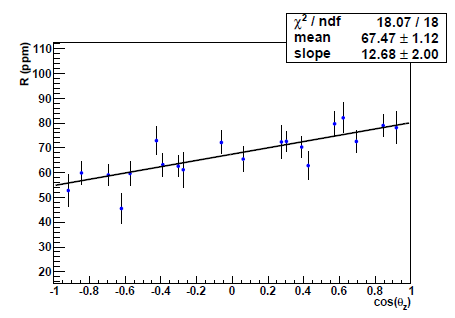 χ² / ndf 18.07 / 18
mean 67.47 ± 1.12
slope 12.68 ± 2.00
R (ppm)
110
100
90
80
70
60
50
40
30
20
-1 -0.8 -0.6 -0.4 -0.2 0 0.2 0.4 0.6 0.8 1
cos(θz)